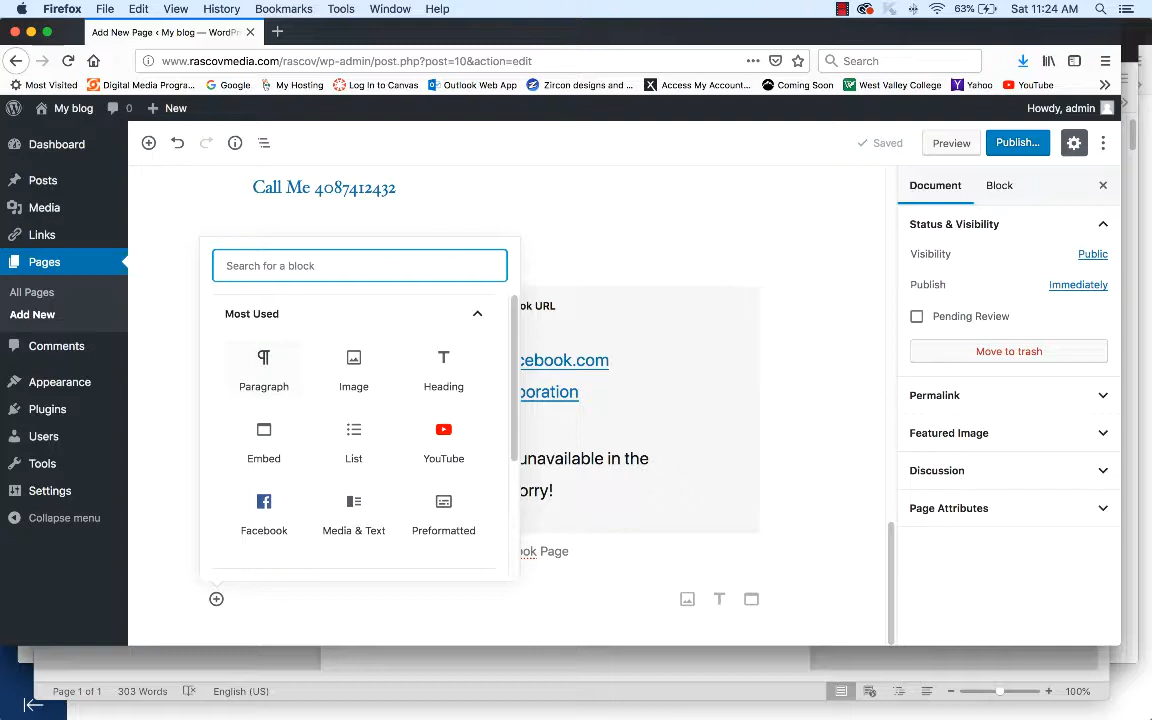 Firefox File Edit View History Bookmarks Tools Window Help 63% Sat 11:24 AM
Add New Page ‹ My blog — WordPr
www.rascovmedia.com/rascov/wp-admin/post.php?post=10&action=edit Search
Most Visited Digital Media Progra... Google My Hosting Log In to Canvas Outlook Web App Zircon designs and ... Access My Account... Coming Soon West Valley College Yahoo YouTube
My blog 0 New Howdy, admin
Dashboard
Posts
Media
Links
Pages
All Pages
Add New
Comments
Appearance
Plugins
Users
Tools
Settings
Collapse menu
Saved Preview Publish...
Call Me 4087412432
Search for a block
Most Used
Paragraph Image Heading
Embed List YouTube
Facebook Media & Text Preformatted
ok URL
cebook.com
poration
unavailable in the
orry!
ok Page
Document Block
Status & Visibility
Visibility Public
Publish Immediately
Pending Review
Move to trash
Permalink
Featured Image
Discussion
Page Attributes
Page 1 of 1 303 Words English (US) 100%